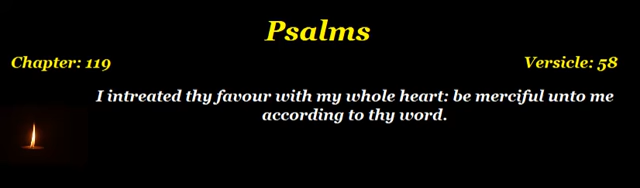 Psalms
Chapter: 119 Versicle: 58
I intreated thy favour with my whole heart: be merciful unto me
according to thy word.